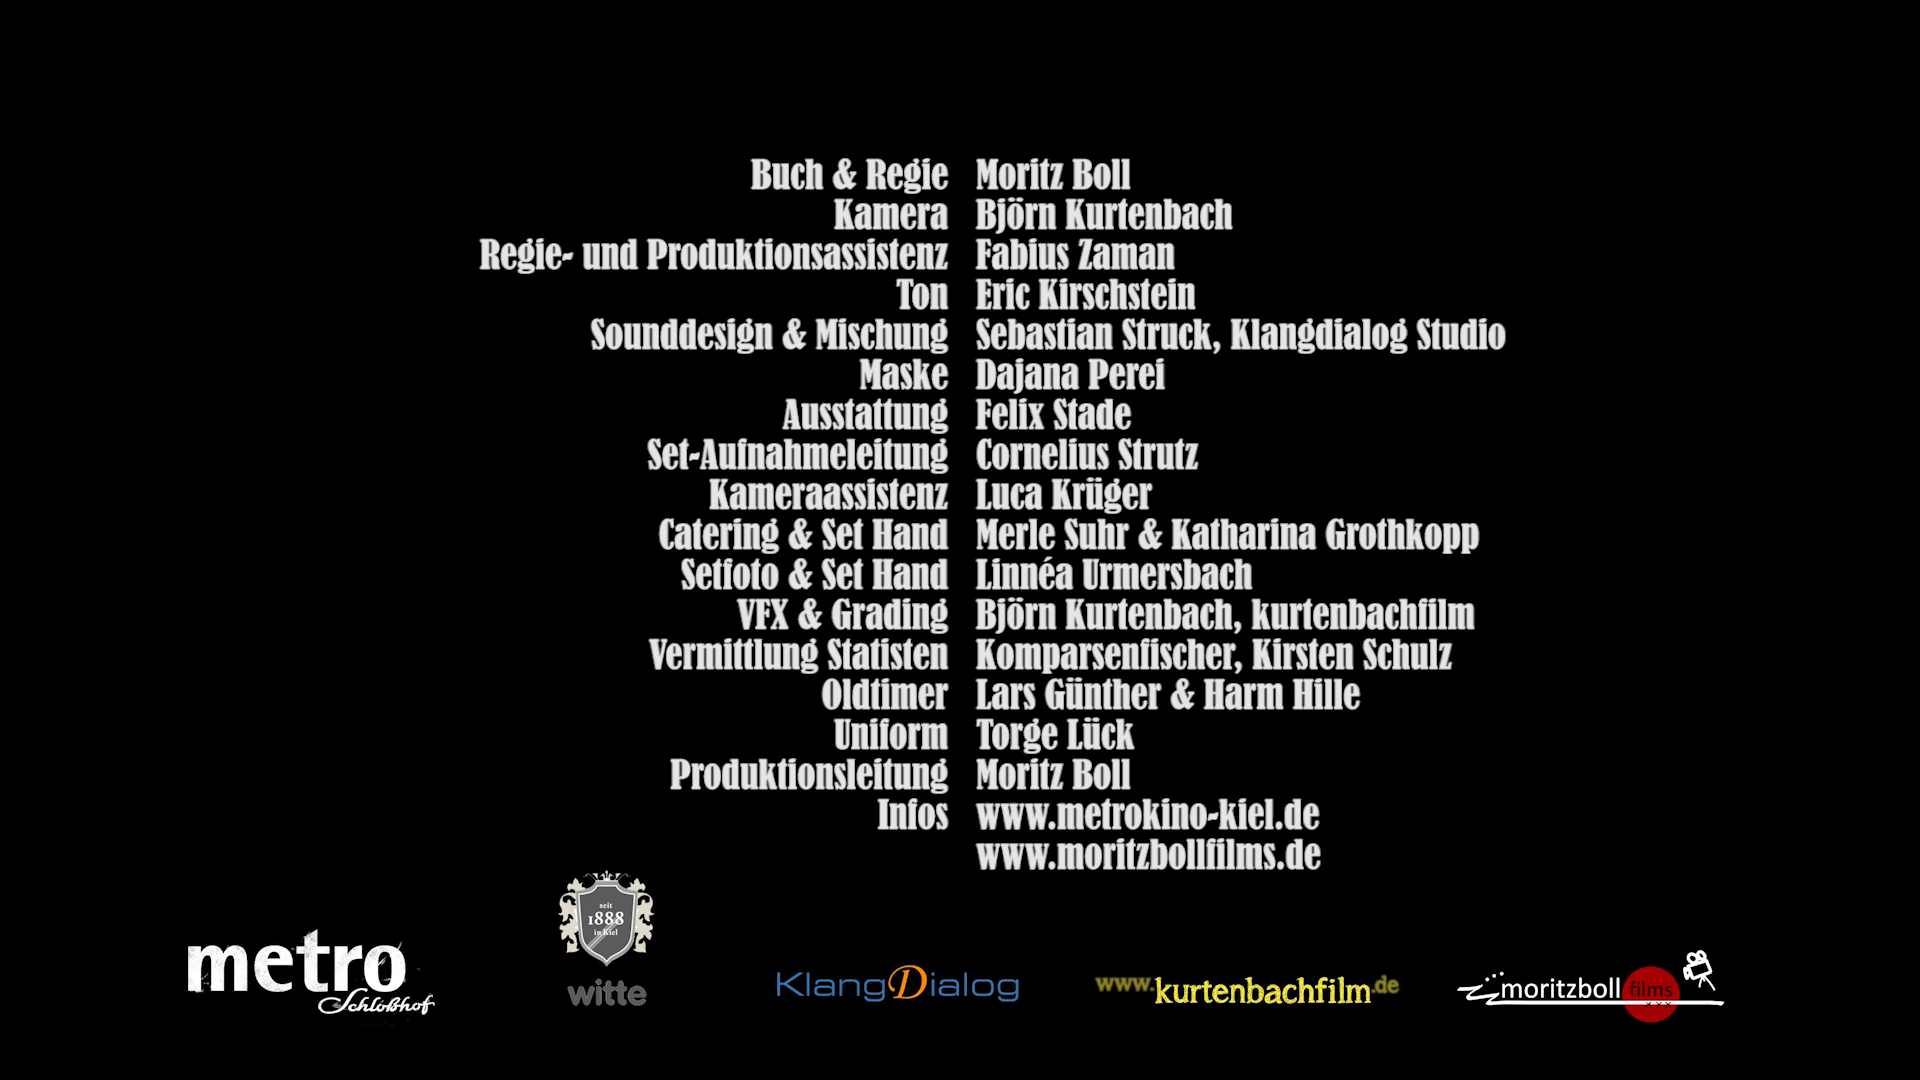 Buch & Regie Moritz Boll
Kamera Björn Kurtenbach
Regie- und Produktionsassistenz Fabius Zaman
Ton Eric Kirschstein
Sounddesign & Mischung Sebastian Struck, Klangdialog Studio
Maske Dajana Perei
Ausstattung Felix Stade
Set-Aufnahmeleitung Cornelius Strutz
Kameraassistenz Luca Krüger
Catering & Set Hand Merle Suhr & Katharina Grothkopp
Setfoto & Set Hand Linnéa Urmersbach
VFX & Grading Björn Kurtenbach, kurtenbachfilm
Vermittlung Statisten Komparsenfischer, Kirsten Schulz
Oldtimer Lars Günther & Harm Hille
Uniform Torge Lück
Produktionsleitung Moritz Boll
Infos www.metrokino-kiel.de
www.moritzbollfilms.de
metro
Schloßhof
seit
1888
in Kiel
witte
KlangDialog
www.kurtenbachfilm.de
moritzboll films